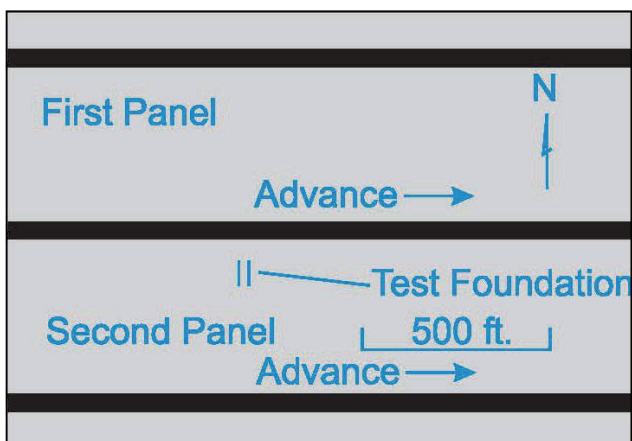 N
First Panel
Advance
Test Foundation
Second Panel
500 ft.
Advance